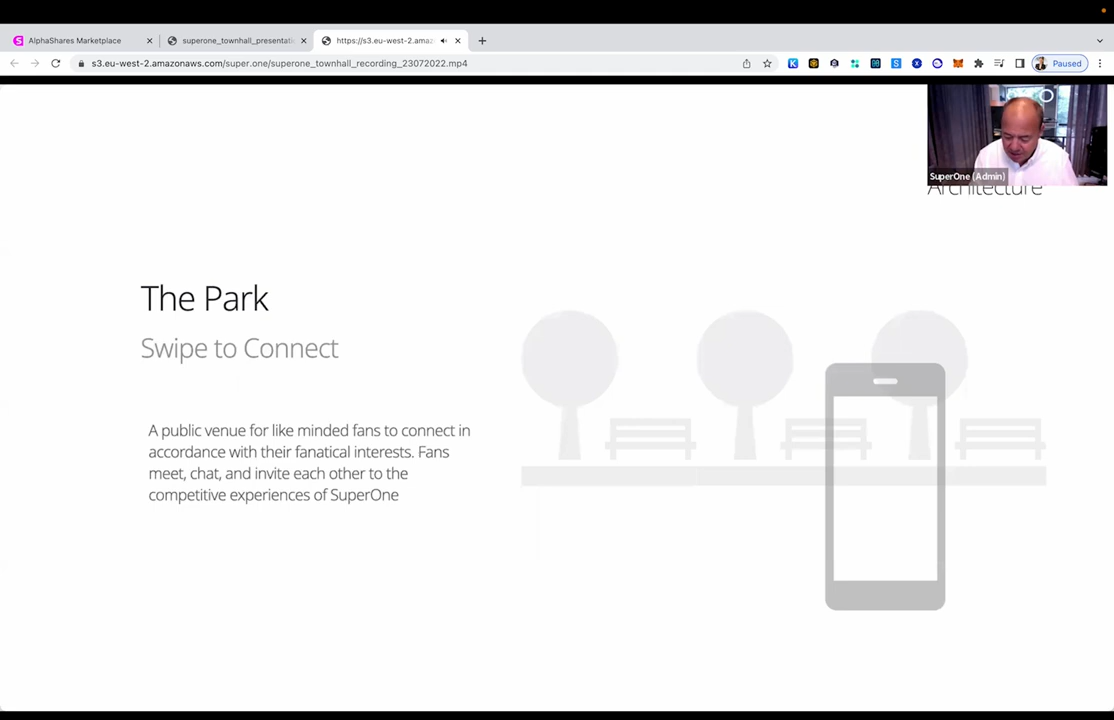 AlphaShares Marketplace
superone_townhall_presentati
https://s3.eu-west-2.amazona
s3.eu-west-2.amazonaws.com/super.one/superone_townhall_recording_23072022.mp4
Paused
SuperOne (Admin)
Architecture
The Park
Swipe to Connect
A public venue for like minded fans to connect in
accordance with their fanatical interests. Fans
meet, chat, and invite each other to the
competitive experiences of SuperOne